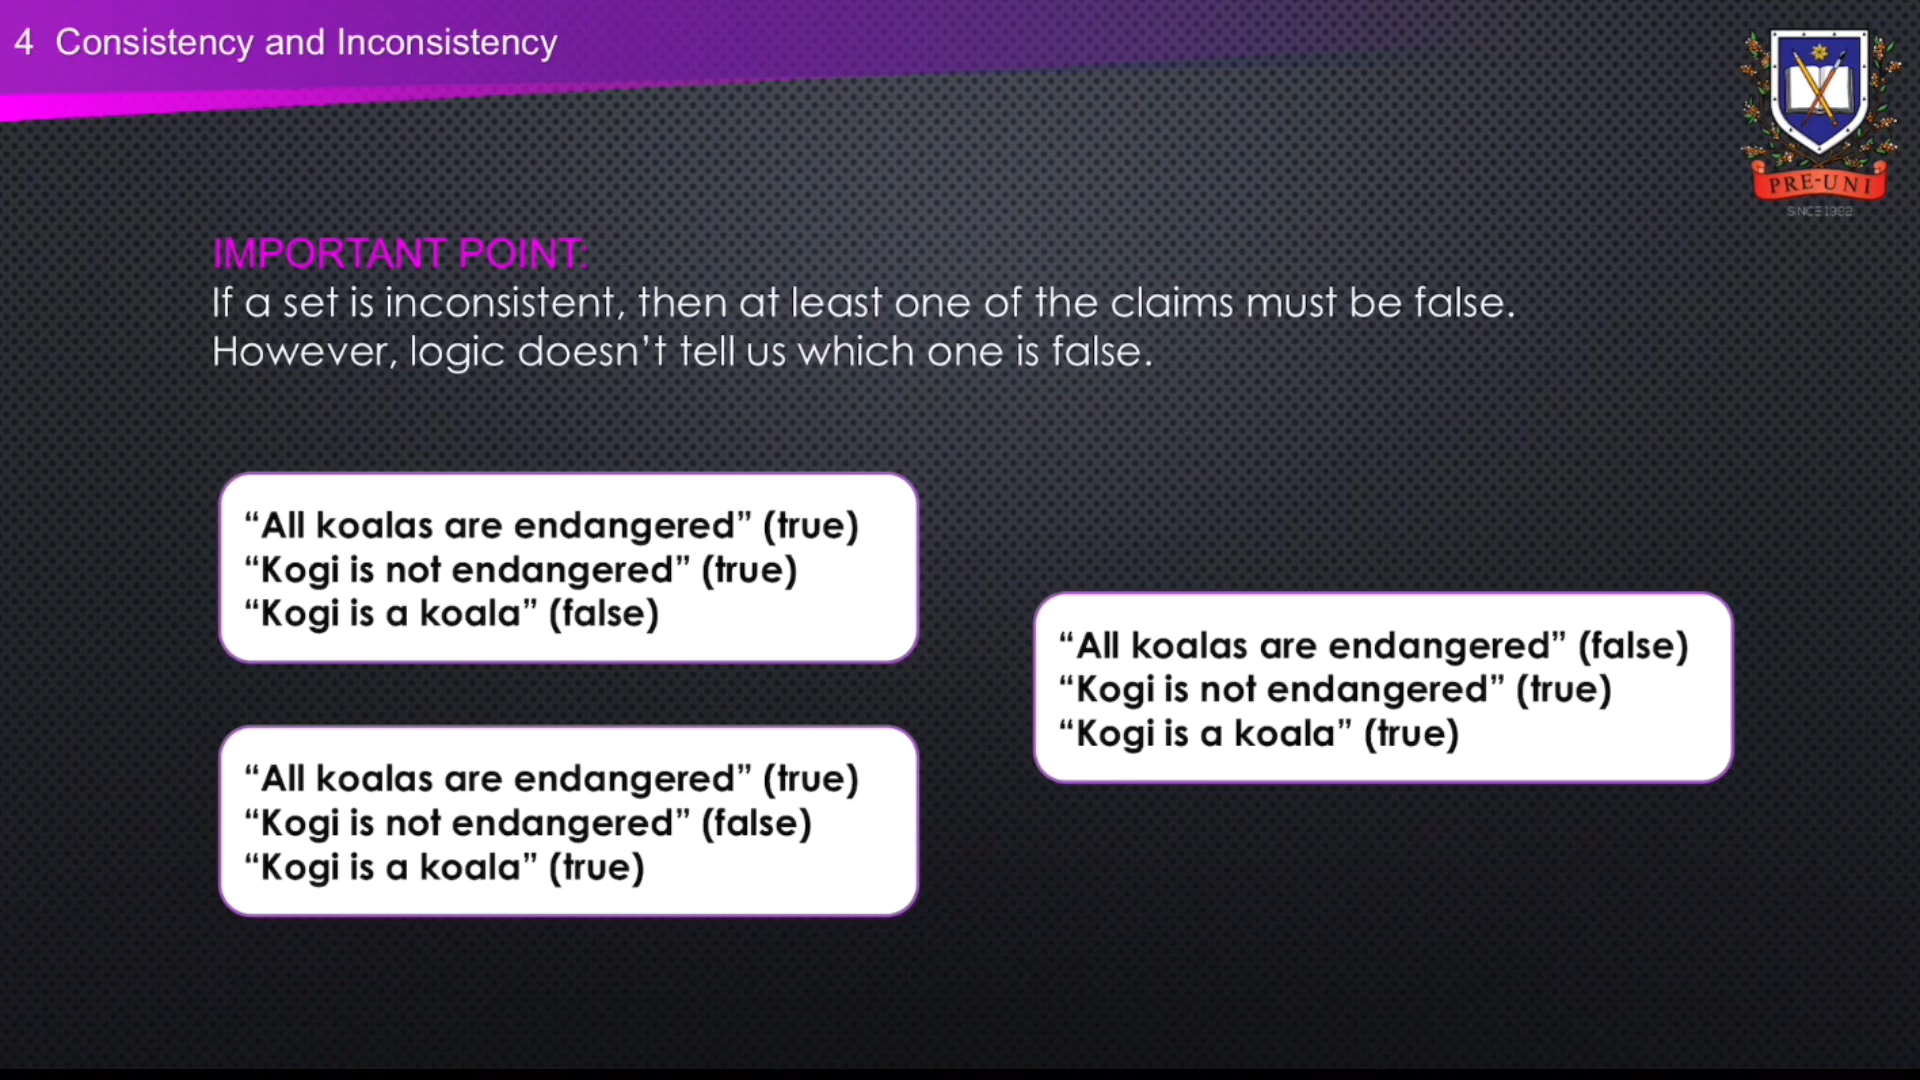 4 Consistency and Inconsistency
PRE-UNI
SINCE 1992
IMPORTANT POINT:
If a set is inconsistent, then at least one of the claims must be false.
However, logic doesn’t tell us which one is false.
“All koalas are endangered” (true)
“Kogi is not endangered” (true)
“Kogi is a koala” (false)
“All koalas are endangered” (false)
“Kogi is not endangered” (true)
“Kogi is a koala” (true)
“All koalas are endangered” (true)
“Kogi is not endangered” (false)
“Kogi is a koala” (true)